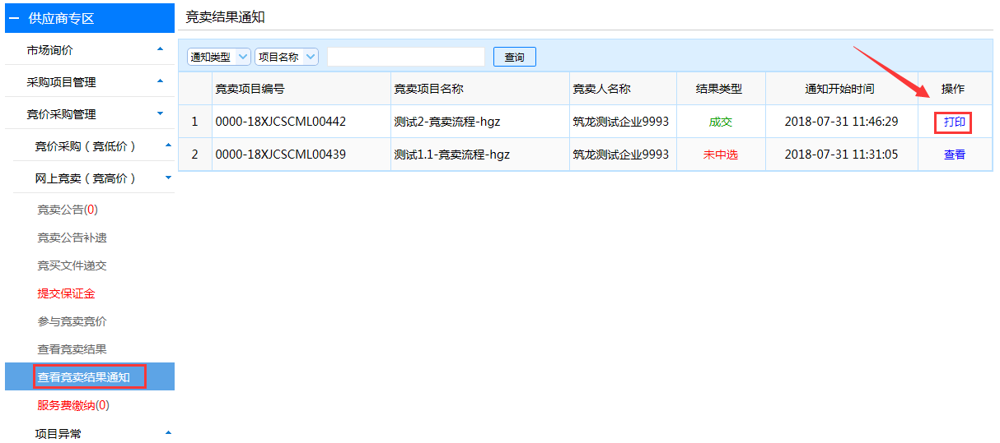 供应商专区
市场询价
采购项目管理
竞价采购管理
竞价采购（竞低价）
网上竞卖（竞高价）
竞卖公告(0)
竞卖公告补遗
竞买文件递交
提交保证金
参与竞卖竞价
查看竞卖结果
查看竞卖结果通知
服务费缴纳(0)
项目异常
竞卖结果通知
通知类型 项目名称 查询
竞卖项目编号 竞卖项目名称 竞卖人名称 结果类型 通知开始时间 操作
1 0000-18XJCSCML00442 测试2-竞卖流程-hgz 筑龙测试企业9993 成交 2018-07-31 11:46:29 打印
2 0000-18XJCSCML00439 测试1.1-竞卖流程-hgz 筑龙测试企业9993 未中选 2018-07-31 11:31:05 查看